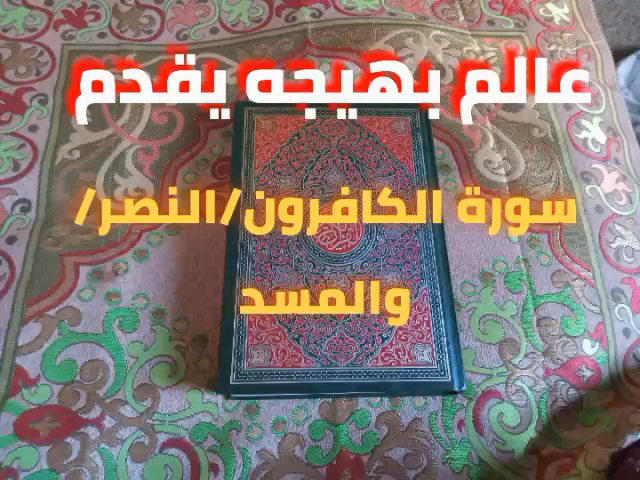 عالم بهيجه يقدم
سورة الكافرون/النصر/
والمسد